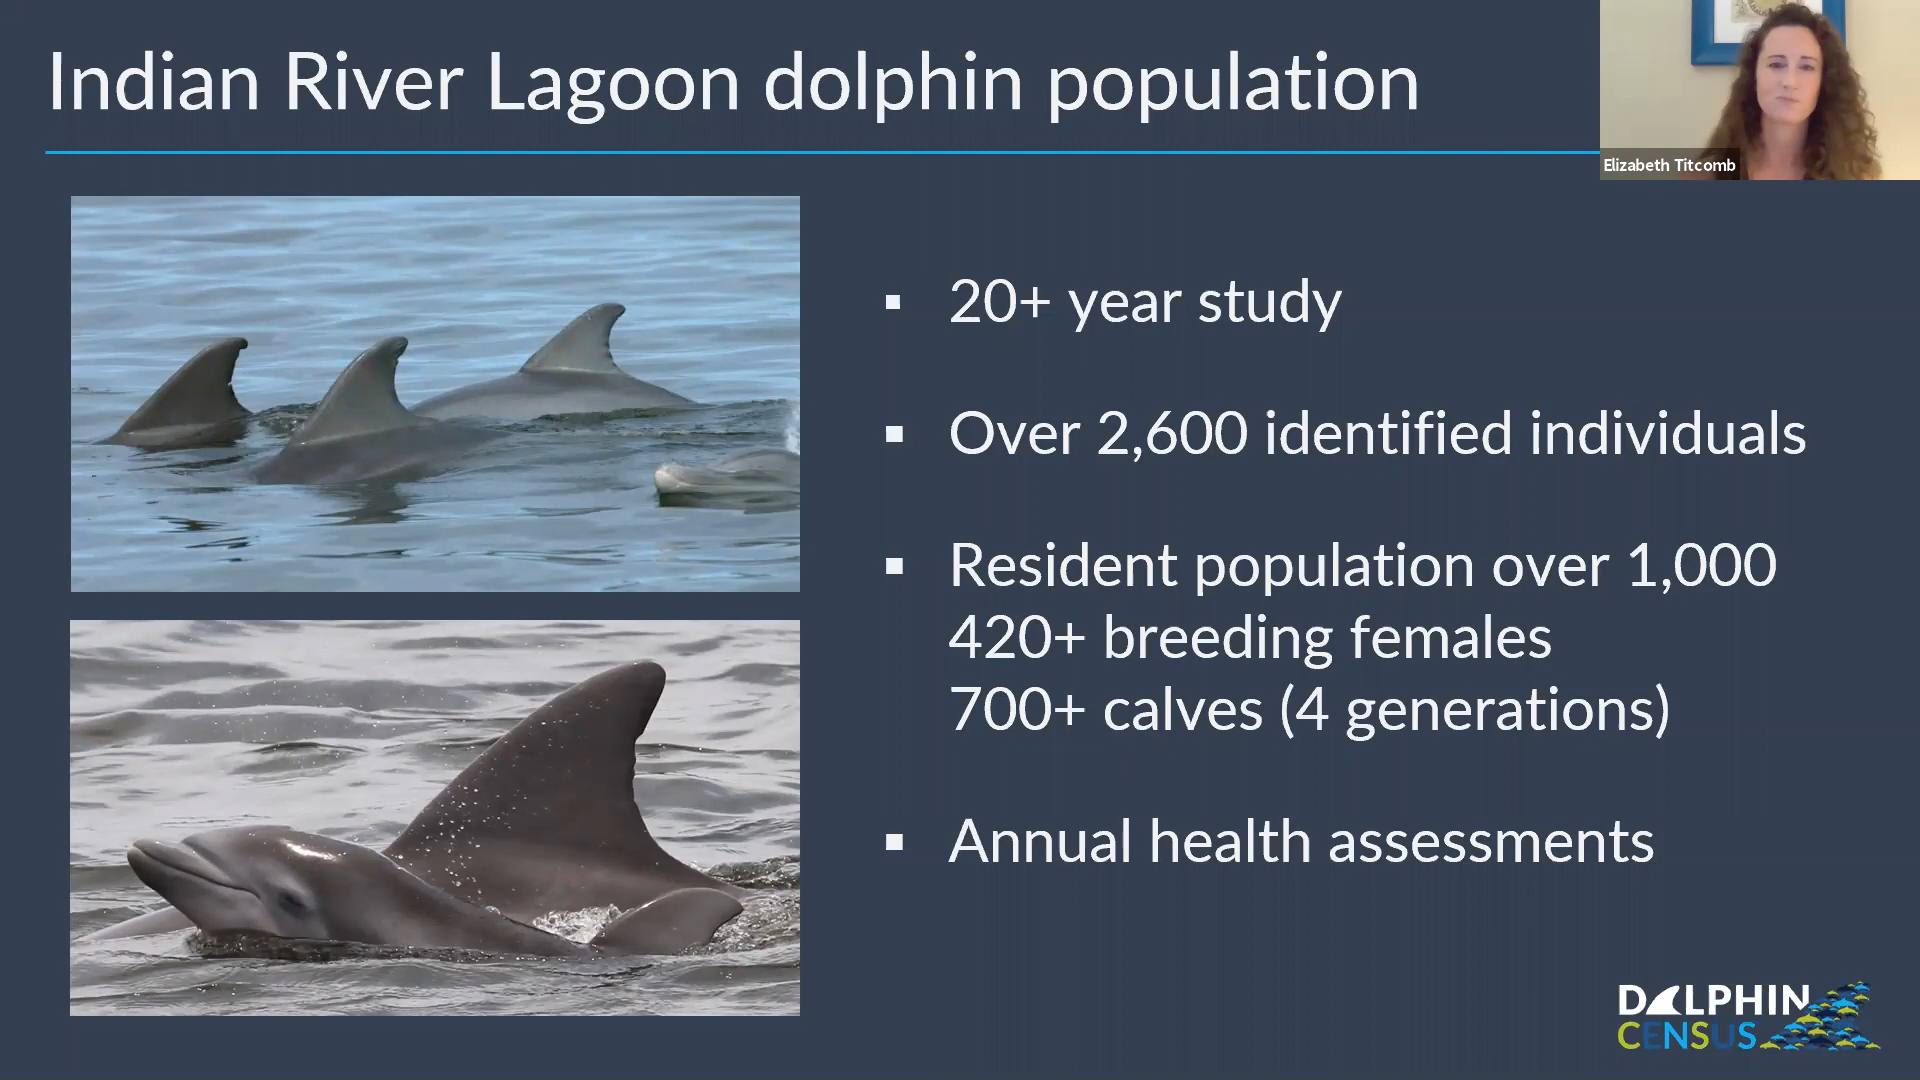 Indian River Lagoon dolphin population
Elizabeth Titcomb
▪ 20+ year study
▪ Over 2,600 identified individuals
▪ Resident population over 1,000
420+ breeding females
700+ calves (4 generations)
▪ Annual health assessments
DOLPHIN
CENSUS